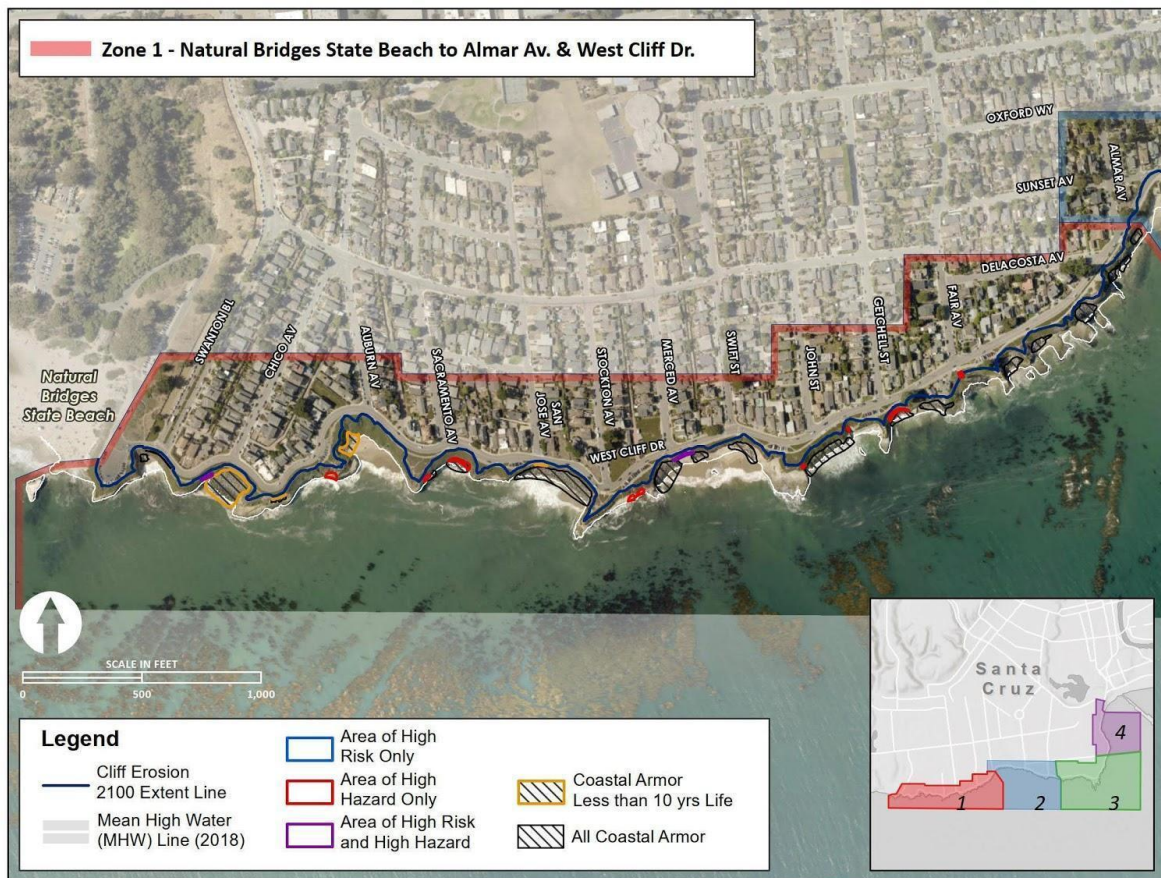 Zone 1 - Natural Bridges State Beach to Almar Av. & West Cliff Dr.
OXFORD WY
ALMAR AV
SUNSET AV
DELACOSTA AV
FAIR AV
GETCHELL ST
JOHN ST
SWIFT ST
MERCED AV
STOCKTON AV
SAN
JOSE AV
SACRAMENTO AV
AUBURN AV
CHICO AV
SWANTON BL
WEST CLIFF DR
Natural
Bridges
State Beach
SCALE IN FEET
0 500 1,000
Legend
Cliff Erosion
2100 Extent Line
Mean High Water
(MHW) Line (2018)
Area of High
Risk Only
Area of High
Hazard Only
Area of High Risk
and High Hazard
Coastal Armor
Less than 10 yrs Life
All Coastal Armor
Santa
Cruz
1
2
3
4